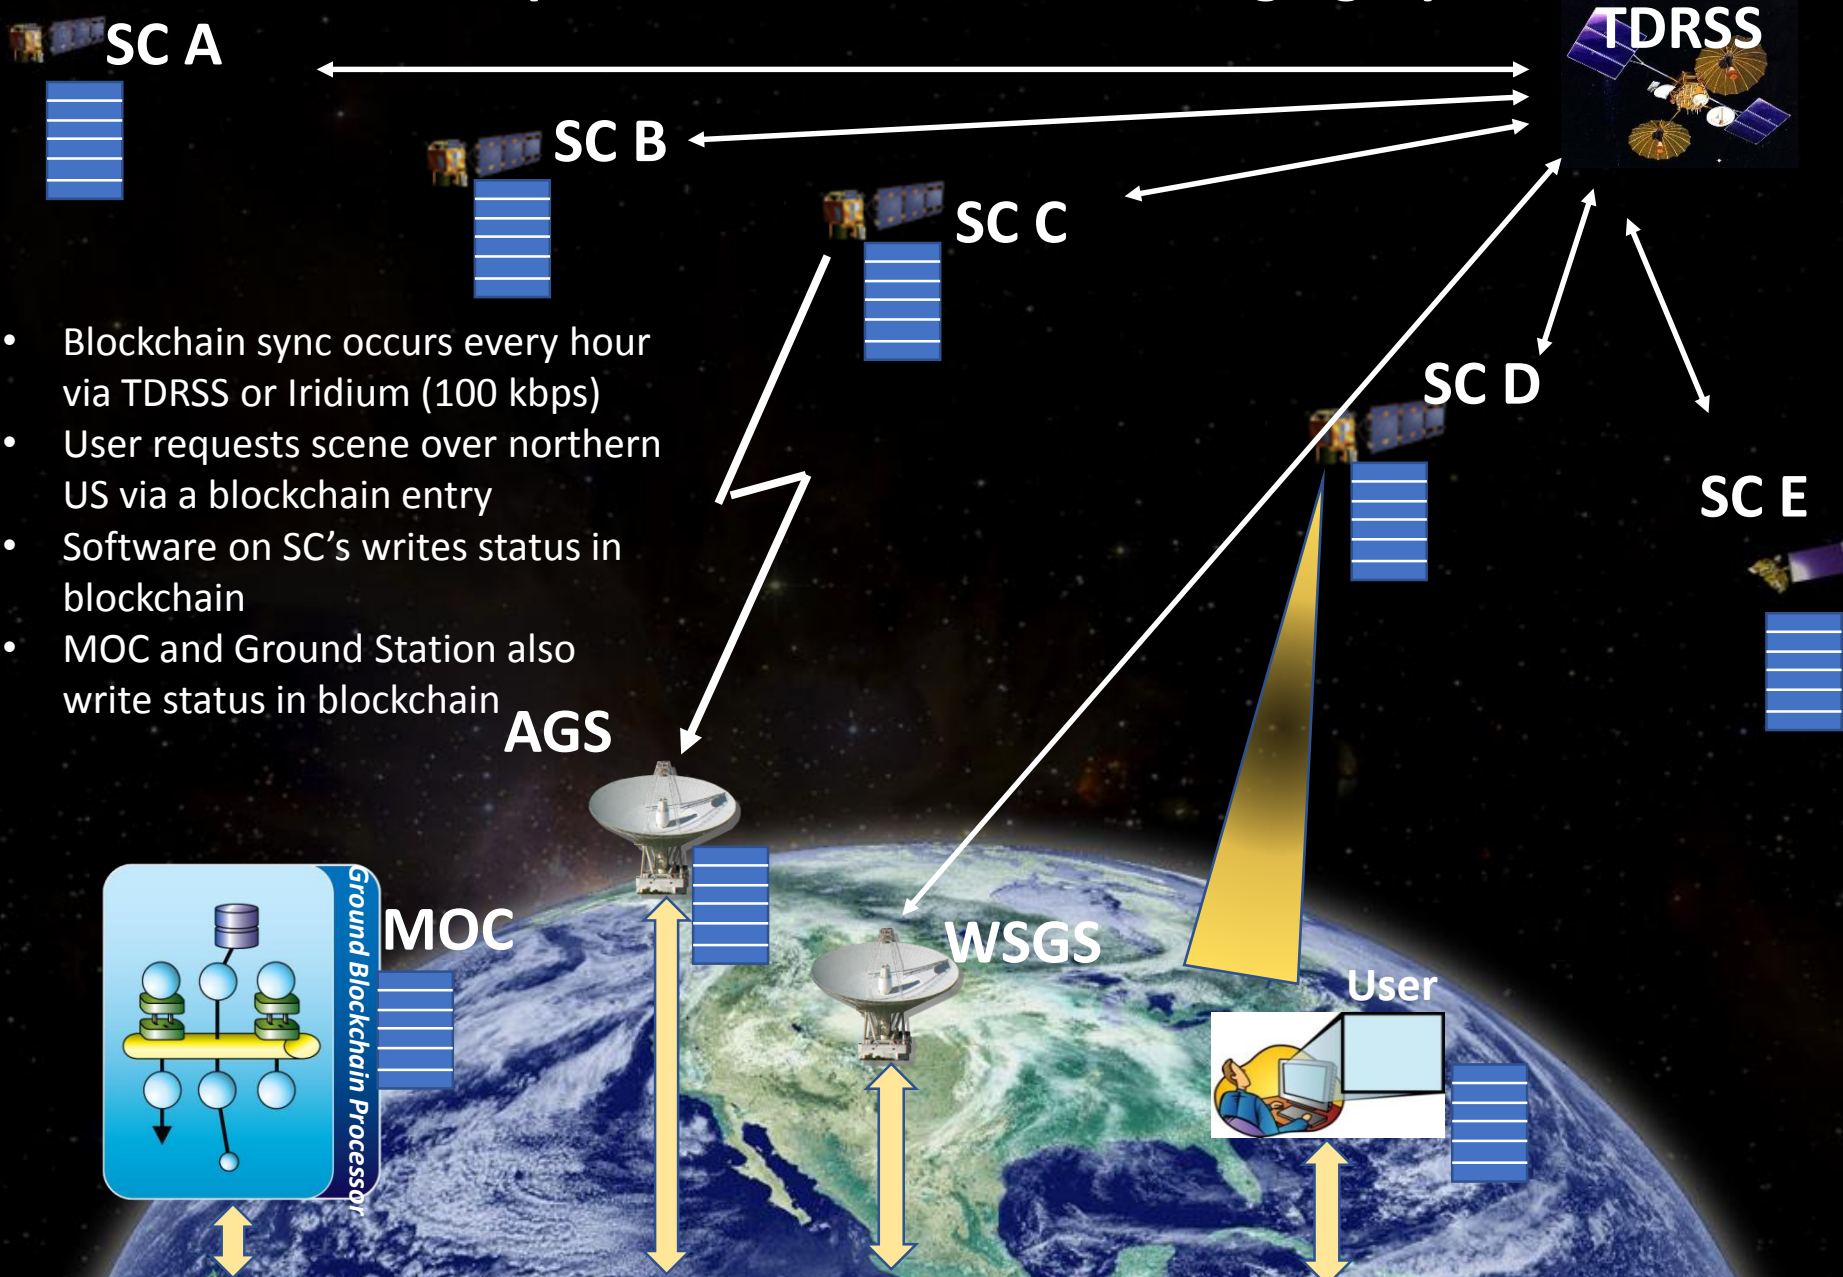 TDRSS
SC A
SC B
SC C
• Blockchain sync occurs every hour
via TDRSS or Iridium (100 kbps)
• User requests scene over northern
US via a blockchain entry
• Software on SC’s writes status in
blockchain
• MOC and Ground Station also
write status in blockchain
SC D
SC E
AGS
MOC
Ground Blockchain Processor
WSGS
User